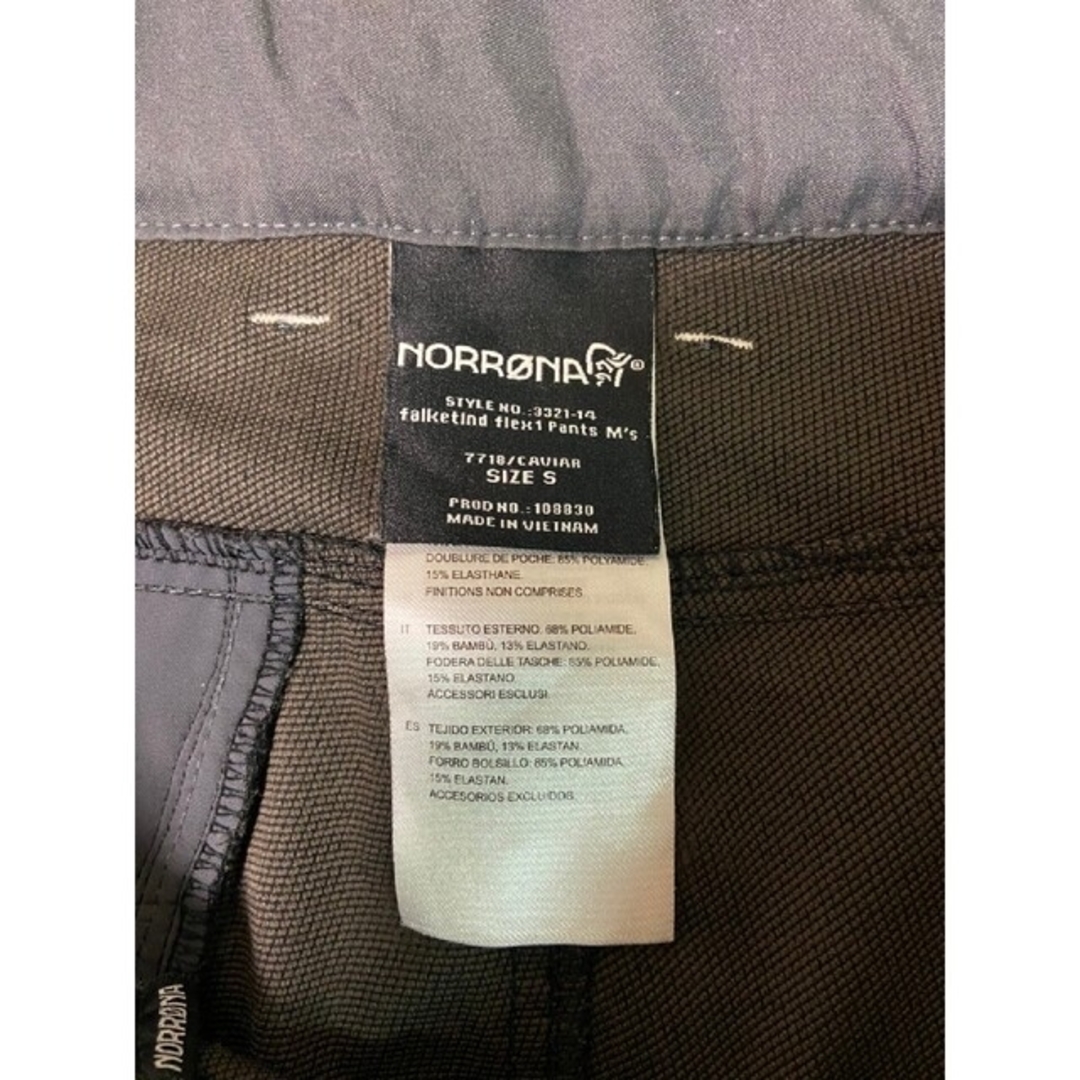 NORRØNA®
STYLE NO.:3321-14
falketind flex1 Pants M's
7718/CAVIAR
SIZE S
PROD NO.:108830
MADE IN VIETNAM
DOUBLURE DE POCHE: 85% POLYAMIDE,
15% ELASTHANE.
FINITIONS NON COMPRISES.
IT TESSUTO ESTERNO: 68% POLIAMIDE,
19% BAMBÙ, 13% ELASTANO.
FODERA DELLE TASCHE: 85% POLIAMIDE,
15% ELASTANO.
ACCESSORI ESCLUSI.
ES TEJIDO EXTERIOR: 68% POLIAMIDA,
19% BAMBÚ, 13% ELASTAN.
FORRO BOLSILLO: 85% POLIAMIDA,
15% ELASTAN.
ACCESORIOS EXCLUIDOS.
NORRØNA